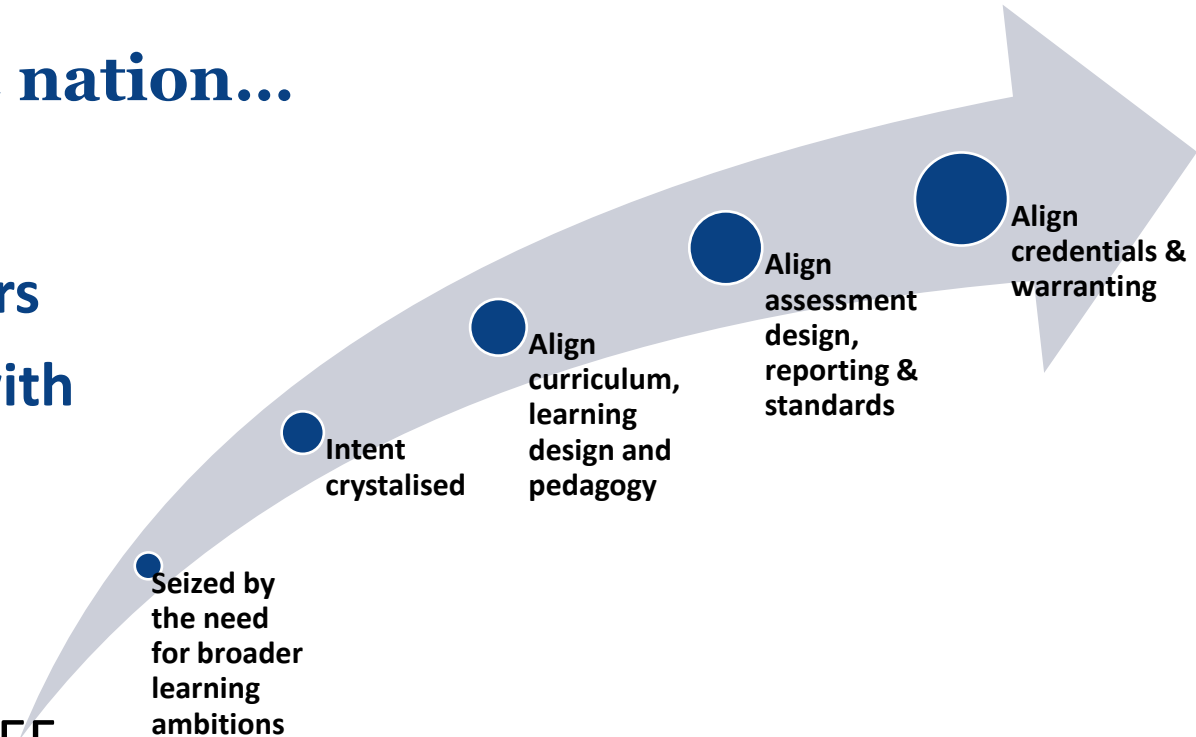 nation...
rs
with
Align
credentials &
warranting
Align
assessment
design,
reporting &
standards
Align
curriculum,
learning
design and
pedagogy
Intent
crystalised
Seized by
the need
for broader
learning
ambitions